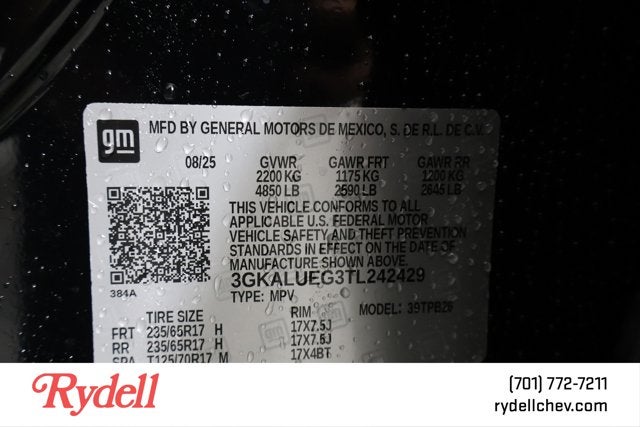 gm
MFD BY GENERAL MOTORS DE MEXICO, S. DE R.L. DE C.V.
08/25 GVWR GAWR FRT GAWR RR
2200 KG 1175 KG 1200 KG
4850 LB 2590 LB 2645 LB
THIS VEHICLE CONFORMS TO ALL
APPLICABLE U.S. FEDERAL MOTOR
VEHICLE SAFETY AND THEFT PREVENTION
STANDARDS IN EFFECT ON THE DATE OF
MANUFACTURE SHOWN ABOVE.
3GKALUEG3TL242429
384A
TYPE: MPV MODEL: 39TPB26
TIRE SIZE RIM
FRT 235/65R17 H 17X7.5J
RR 235/65R17 H 17X7.5J
SPA T125/70R17 M 17X4BT
Rydell
(701) 772-7211
rydellchev.com